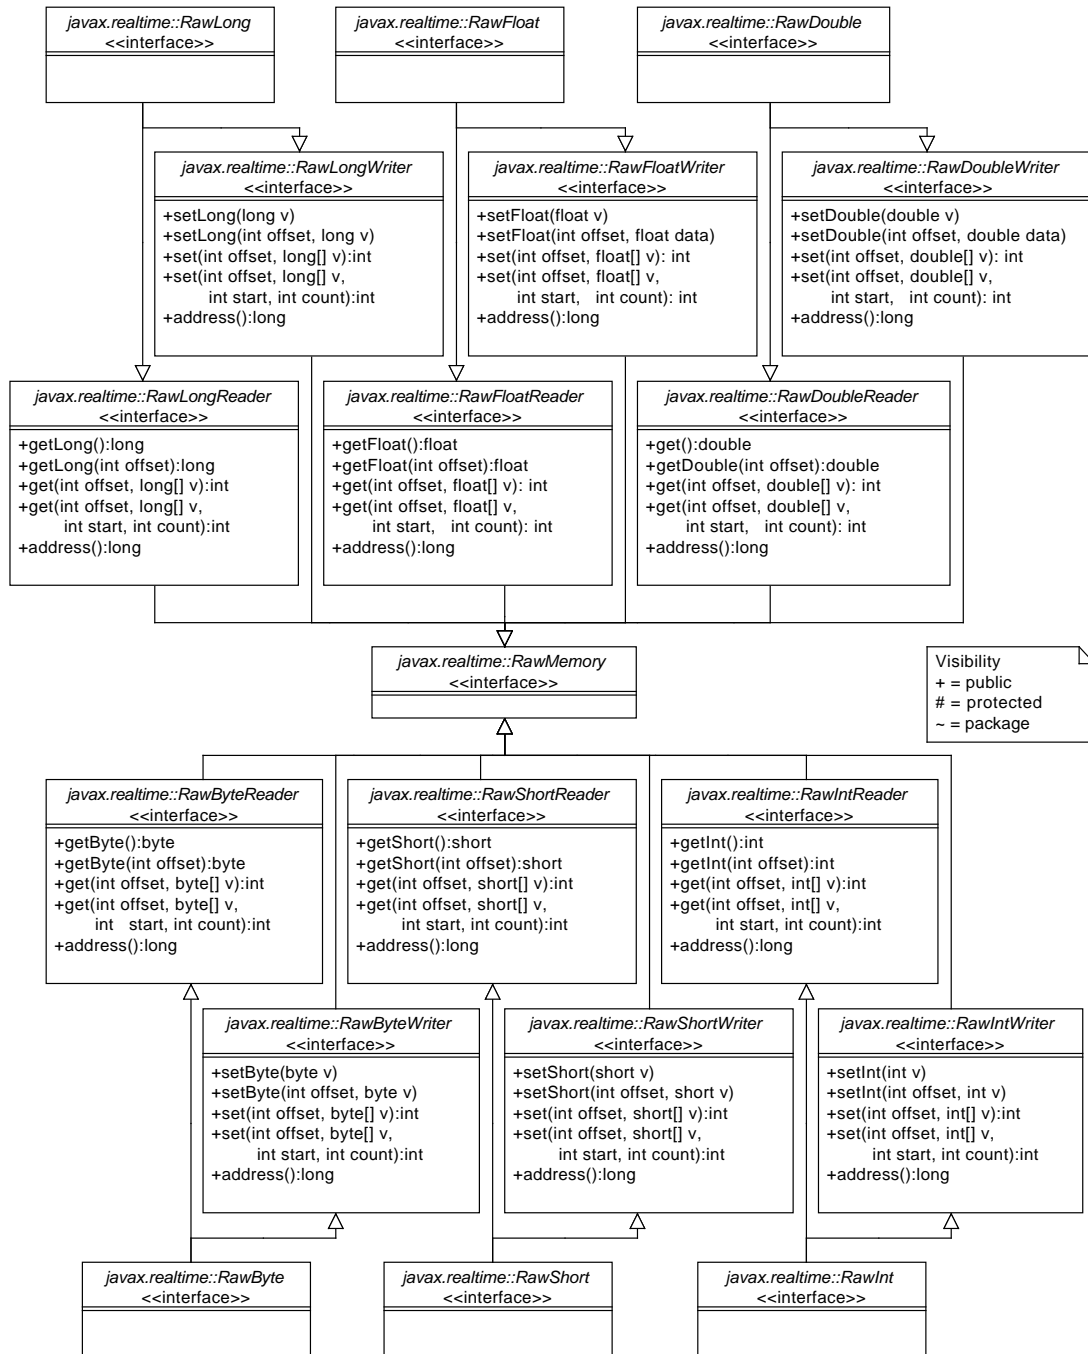 javax.realtime::RawLong
<<interface>>
javax.realtime::RawFloat
<<interface>>
javax.realtime::RawDouble
<<interface>>
javax.realtime::RawLongWriter
<<interface>>
+setLong(long v)
+setLong(int offset, long v)
+set(int offset, long[] v):int
+set(int offset, long[] v,
int start, int count):int
+address():long
javax.realtime::RawFloatWriter
<<interface>>
+setFloat(float v)
+setFloat(int offset, float data)
+set(int offset, float[] v): int
+set(int offset, float[] v,
int start, int count): int
+address():long
javax.realtime::RawDoubleWriter
<<interface>>
+setDouble(double v)
+setDouble(int offset, double data)
+set(int offset, double[] v): int
+set(int offset, double[] v,
int start, int count): int
+address():long
javax.realtime::RawLongReader
<<interface>>
+getLong():long
+getLong(int offset):long
+get(int offset, long[] v):int
+get(int offset, long[] v,
int start, int count):int
+address():long
javax.realtime::RawFloatReader
<<interface>>
+getFloat():float
+getFloat(int offset):float
+get(int offset, float[] v): int
+get(int offset, float[] v,
int start, int count): int
+address():long
javax.realtime::RawDoubleReader
<<interface>>
+get():double
+getDouble(int offset):double
+get(int offset, double[] v): int
+get(int offset, double[] v,
int start, int count): int
+address():long
javax.realtime::RawMemory
<<interface>>
Visibility
+ = public
# = protected
~ = package
javax.realtime::RawByteReader
<<interface>>
+getByte():byte
+getByte(int offset):byte
+get(int offset, byte[] v):int
+get(int offset, byte[] v,
int start, int count):int
+address():long
javax.realtime::RawShortReader
<<interface>>
+getShort():short
+getShort(int offset):short
+get(int offset, short[] v):int
+get(int offset, short[] v,
int start, int count):int
+address():long
javax.realtime::RawIntReader
<<interface>>
+getInt():int
+getInt(int offset):int
+get(int offset, int[] v):int
+get(int offset, int[] v,
int start, int count):int
+address():long
javax.realtime::RawByteWriter
<<interface>>
+setByte(byte v)
+setByte(int offset, byte v)
+set(int offset, byte[] v):int
+set(int offset, byte[] v,
int start, int count):int
+address():long
javax.realtime::RawShortWriter
<<interface>>
+setShort(short v)
+setShort(int offset, short v)
+set(int offset, short[] v):int
+set(int offset, short[] v,
int start, int count):int
+address():long
javax.realtime::RawIntWriter
<<interface>>
+setInt(int v)
+setInt(int offset, int v)
+set(int offset, int[] v):int
+set(int offset, int[] v,
int start, int count):int
+address():long
javax.realtime::RawByte
<<interface>>
javax.realtime::RawShort
<<interface>>
javax.realtime::RawInt
<<interface>>